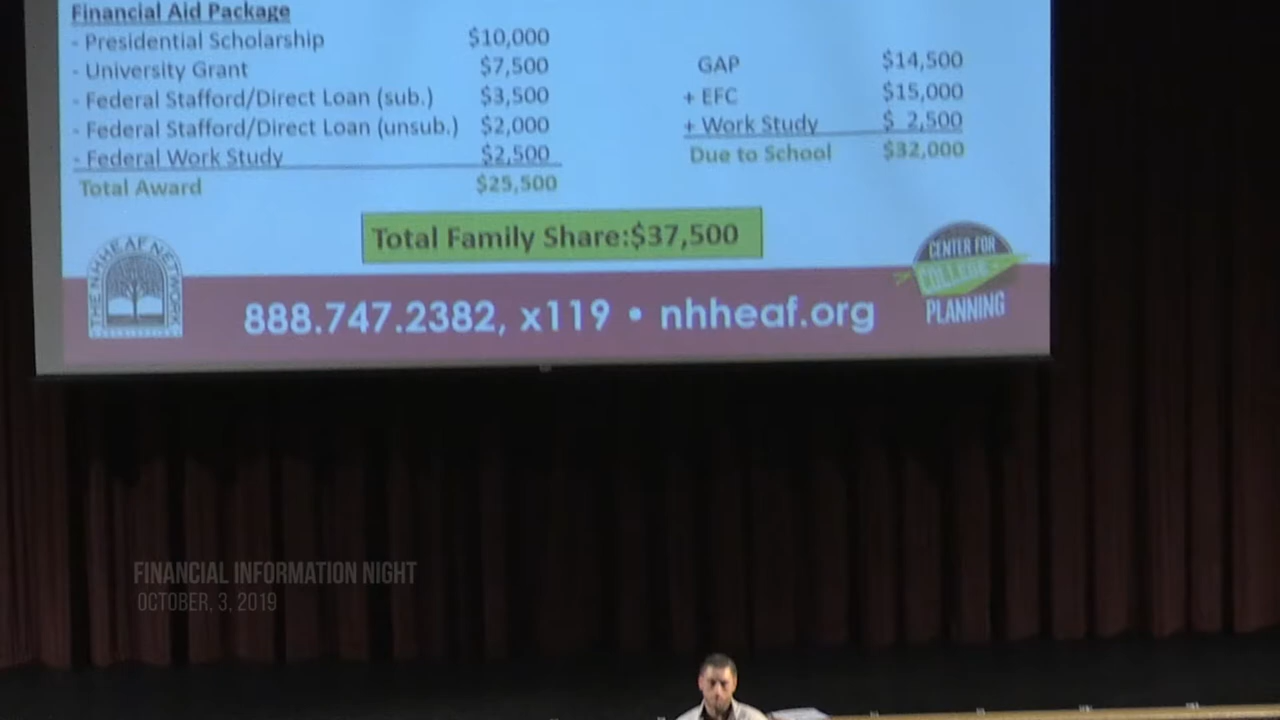 Financial Aid Package
- Presidential Scholarship $10,000
- University Grant $7,500
- Federal Stafford/Direct Loan (sub.) $3,500
- Federal Stafford/Direct Loan (unsub.) $2,000
- Federal Work Study $2,500
Total Award $25,500
GAP $14,500
+ EFC $15,000
+ Work Study $ 2,500
Due to School $32,000
Total Family Share:$37,500
THE NHHEAF NETWORK
888.747.2382, x119 • nhheaf.org
CENTER FOR
COLLEGE
PLANNING
FINANCIAL INFORMATION NIGHT
OCTOBER, 3, 2019